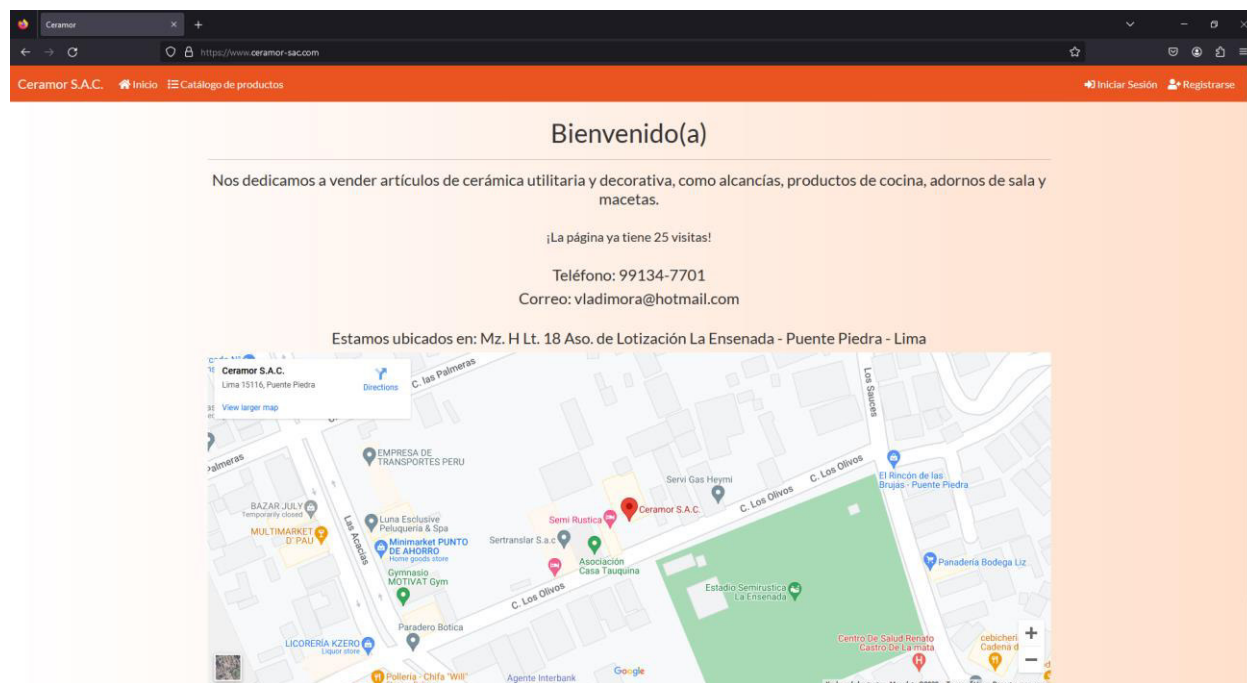 Ceramor
https://www.ceramor-sac.com
Ceramor S.A.C. Inicio Catálogo de productos Iniciar Sesión Registrarse
Bienvenido(a)
Nos dedicamos a vender artículos de cerámica utilitaria y decorativa, como alcancías, productos de cocina, adornos de sala y
macetas.
¡La página ya tiene 25 visitas!
Teléfono: 99134-7701
Correo: vladimora@hotmail.com
Estamos ubicados en: Mz. H Lt. 18 Aso. de Lotización La Ensenada - Puente Piedra - Lima
Ceramor S.A.C.
Lima 15116, Puente Piedra
Directions
View larger map
C. las Palmeras
Los Sauces
Palmeras
EMPRESA DE
TRANSPORTES PERU
C. Los Olivos
El Rincón de las
Brujas - Puente Piedra
Servi Gas Heymi
C. Los Olivos
BAZAR JULY
Temporarily closed
MULTIMARKET
D' PAU
Las Acacias
Luna Esclusive
Peluqueria & Spa
Semi Rustica
Ceramor S.A.C.
Minimarket PUNTO
DE AHORRO
Home goods store
Sertranslar S.a.c
Asociación
Casa Tauquina
Panadería Bodega Liz
Gymnasio
MOTIVAT Gym
C. Los Olivos
Estadio Semirustica
La Ensenada
Paradero Botica
LICORERÍA KZERO
Liquor store
Centro De Salud Renato
Castro De La mata
cebicheri
Cadena d
Polleria - Chifa "Will"
Agente Interbank
Google